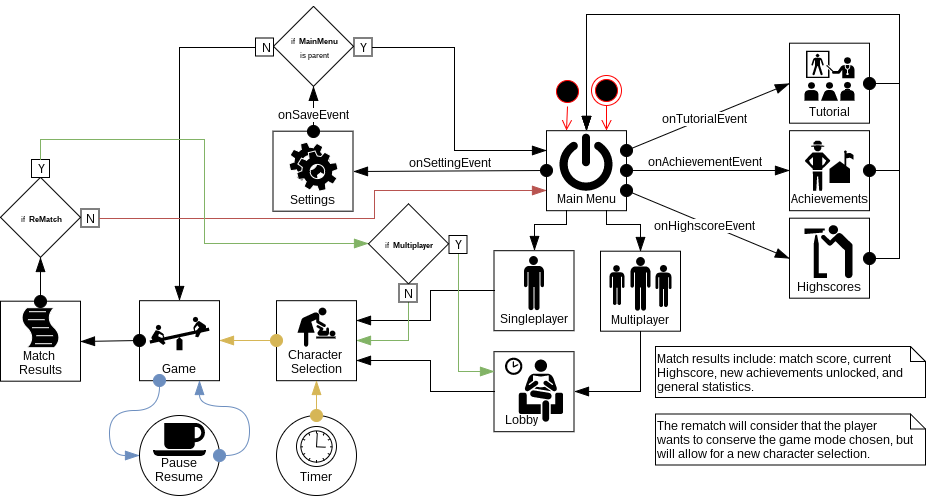 if MainMenu
is parent
N
Y
onSaveEvent
onTutorialEvent
Tutorial
Y
onSettingEvent
onAchievementEvent
Settings
Main Menu
Achievements
if ReMatch
N
onHighscoreEvent
if Multiplayer
Y
Highscores
N
Singleplayer
Multiplayer
Match
Results
Game
Character
Selection
Lobby
Match results include: match score, current
Highscore, new achievements unlocked, and
general statistics.
The rematch will consider that the player
wants to conserve the game mode chosen, but
will allow for a new character selection.
Pause
Resume
Timer